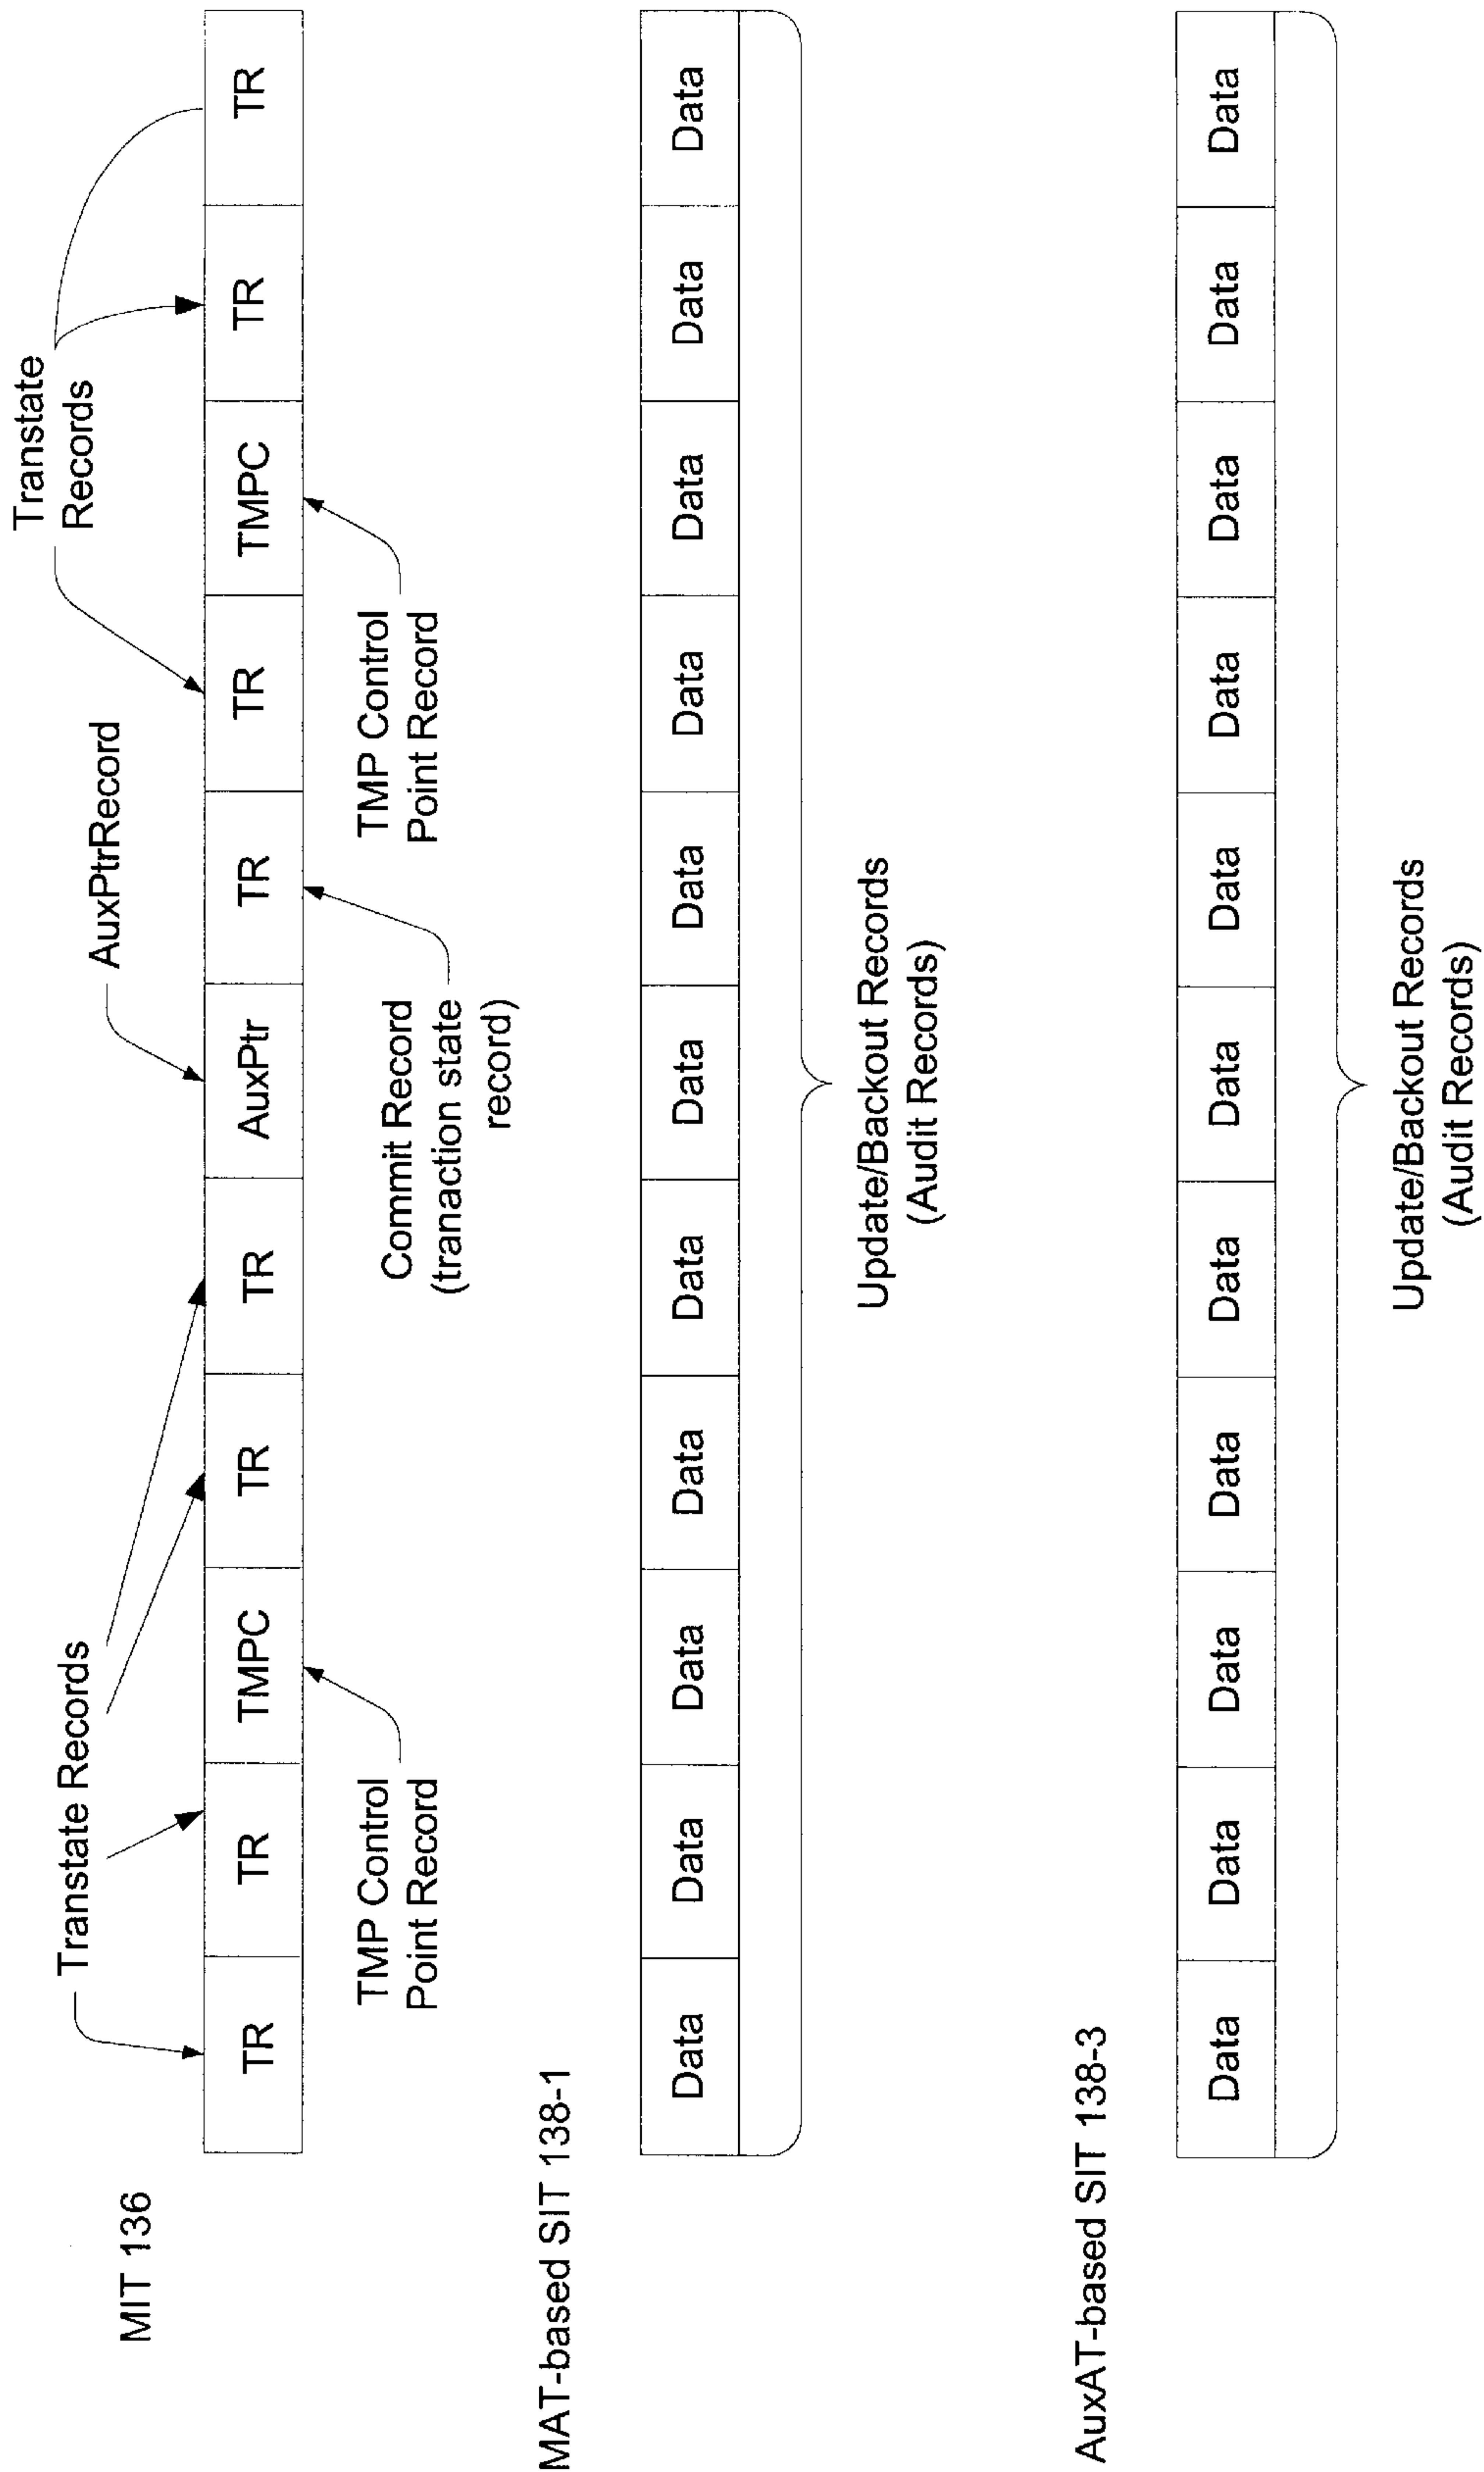 Transtate Records
AuxPtrRecord
Transtate
Records
MIT 136
TR
TR
TMPC
TR
TR
AuxPtr
TR
TR
TMPC
TR
TR
TMP Control
Point Record
Commit Record
(tranaction state
record)
TMP Control
Point Record
MAT-based SIT 138-1
Data
Data
Data
Data
Data
Data
Data
Data
Data
Data
Data
Update/Backout Records
(Audit Records)
AuxAT-based SIT 138-3
Data
Data
Data
Data
Data
Data
Data
Data
Data
Data
Data
Update/Backout Records
(Audit Records)